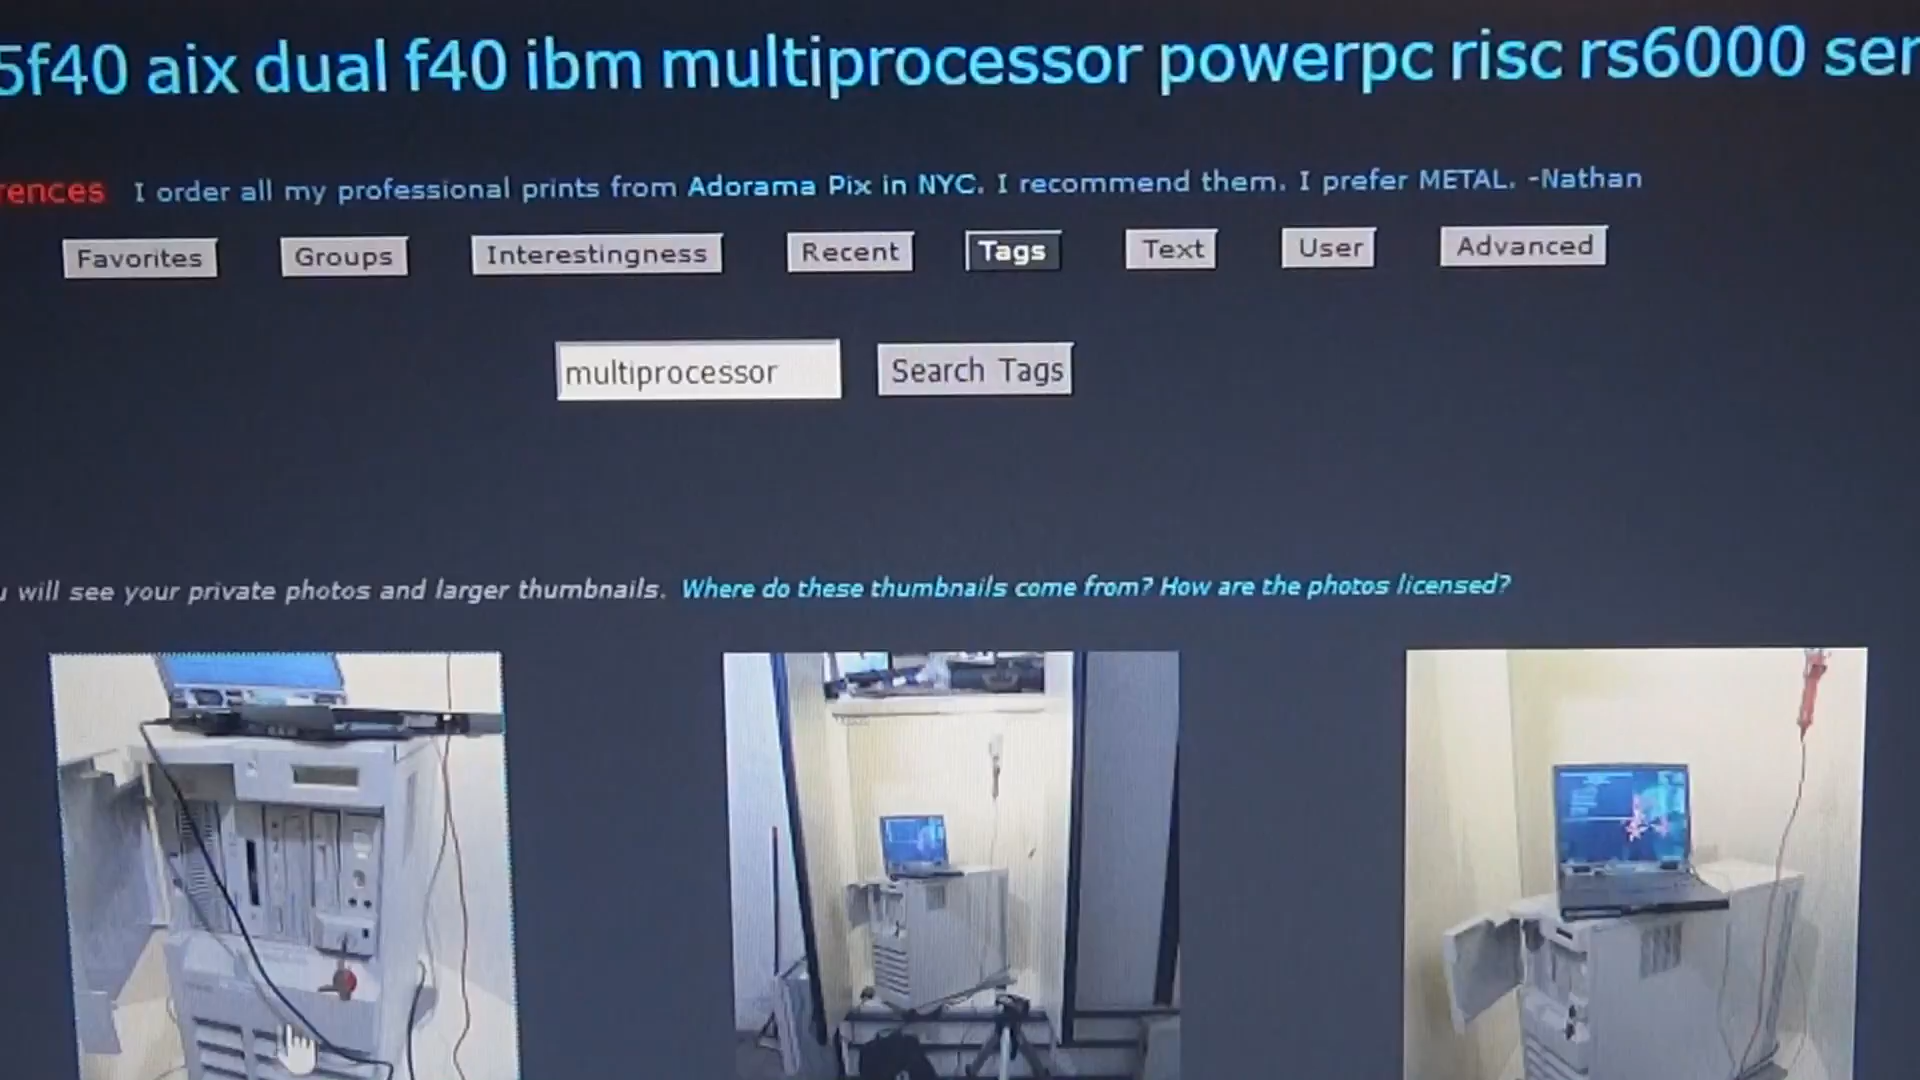 5f40 aix dual f40 ibm multiprocessor powerpc risc rs6000 ser
rences I order all my professional prints from Adorama Pix in NYC. I recommend them. I prefer METAL. -Nathan
Favorites Groups Interestingness Recent Tags Text User Advanced
multiprocessor Search Tags
u will see your private photos and larger thumbnails. Where do these thumbnails come from? How are the photos licensed?